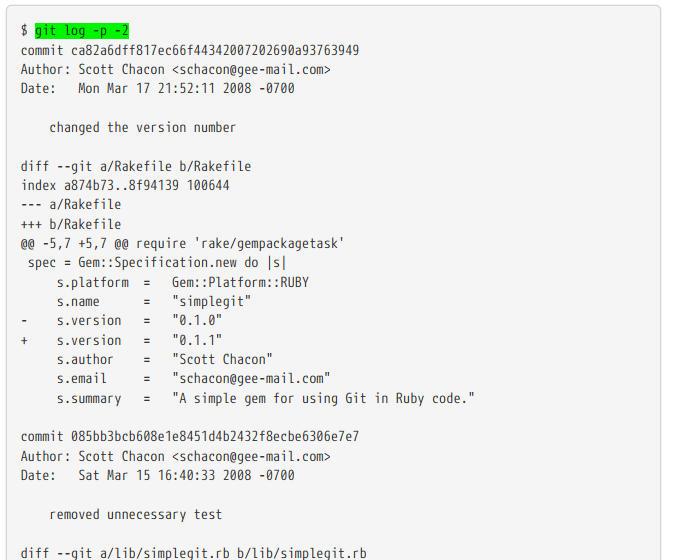 $ git log -p -2
commit ca82a6dff817ec66f44342007202690a93763949
Author: Scott Chacon <schacon@gee-mail.com>
Date:   Mon Mar 17 21:52:11 2008 -0700
    changed the version number
diff --git a/Rakefile b/Rakefile
index a874b73..8f94139 100644
--- a/Rakefile
+++ b/Rakefile
@@ -5,7 +5,7 @@ require 'rake/gempackagetask'
 spec = Gem::Specification.new do |s|
     s.platform  =   Gem::Platform::RUBY
     s.name      =   "simplegit"
-    s.version   =   "0.1.0"
+    s.version   =   "0.1.1"
     s.author    =   "Scott Chacon"
     s.email     =   "schacon@gee-mail.com"
     s.summary   =   "A simple gem for using Git in Ruby code."
commit 085bb3bcb608e1e8451d4b2432f8ecbe6306e7e7
Author: Scott Chacon <schacon@gee-mail.com>
Date:   Sat Mar 15 16:40:33 2008 -0700
    removed unnecessary test
diff --git a/lib/simplegit.rb b/lib/simplegit.rb